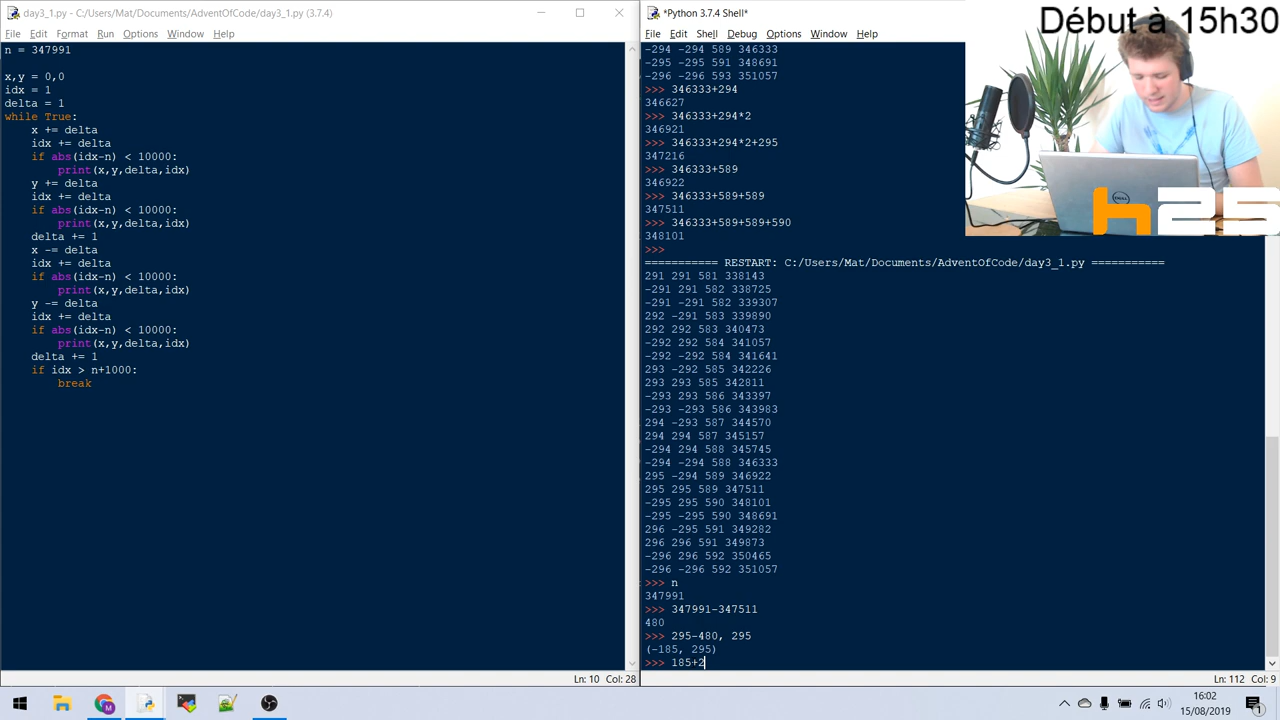 day3_1.py - C:/Users/Mat/Documents/AdventOfCode/day3_1.py (3.7.4)
File Edit Format Run Options Window Help
n = 347991
x,y = 0,0
idx = 1
delta = 1
while True:
    x += delta
    idx += delta
    if abs(idx-n) < 10000:
        print(x,y,delta,idx)
    y += delta
    idx += delta
    if abs(idx-n) < 10000:
        print(x,y,delta,idx)
    delta += 1
    x -= delta
    idx += delta
    if abs(idx-n) < 10000:
        print(x,y,delta,idx)
    y -= delta
    idx += delta
    if abs(idx-n) < 10000:
        print(x,y,delta,idx)
    delta += 1
    if idx > n+1000:
        break
Ln: 10 Col: 28
*Python 3.7.4 Shell*
File Edit Shell Debug Options Window Help
-294 -294 589 346333
-295 -295 591 348691
-296 -296 593 351057
>>> 346333+294
346627
>>> 346333+294*2
346921
>>> 346333+294*2+295
347216
>>> 346333+589
346922
>>> 346333+589+589
347511
>>> 346333+589+589+590
348101
>>>
=========== RESTART: C:/Users/Mat/Documents/AdventOfCode/day3_1.py ===========
291 291 581 338143
-291 291 582 338725
-291 -291 582 339307
292 -291 583 339890
292 292 583 340473
-292 292 584 341057
-292 -292 584 341641
293 -292 585 342226
293 293 585 342811
-293 293 586 343397
-293 -293 586 343983
294 -293 587 344570
294 294 587 345157
-294 294 588 345745
-294 -294 588 346333
295 -294 589 346922
295 295 589 347511
-295 295 590 348101
-295 -295 590 348691
296 -295 591 349282
296 296 591 349873
-296 296 592 350465
-296 -296 592 351057
>>> n
347991
>>> 347991-347511
480
>>> 295-480, 295
(-185, 295)
>>> 185+2
Ln: 112 Col: 9
Début à 15h30
DELL
h25
16:02
15/08/2019
1